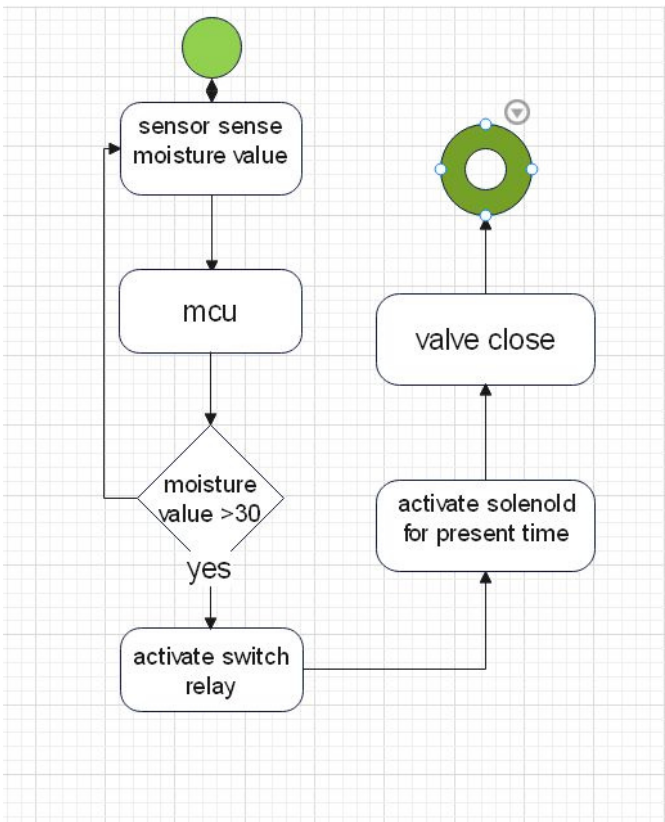 sensor sense
moisture value
mcu
moisture
value >30
yes
activate switch
relay
activate solenold
for present time
valve close